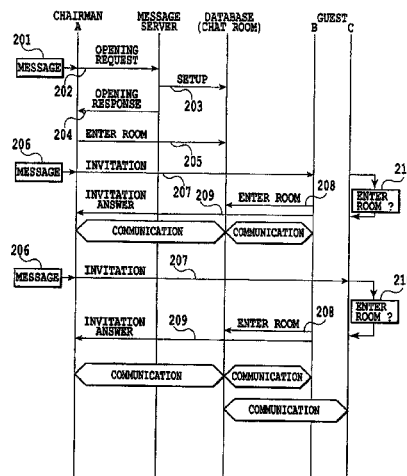 CHAIRMAN
A
MESSAGE
SERVER
DATABASE
(CHAT ROOM)
GUEST
B C
201
MESSAGE
OPENING
REQUEST
202
SETUP
203
OPENING
RESPONSE
204
ENTER ROOM
205
206
MESSAGE
INVITATION
207
INVITATION
ANSWER
209
ENTER ROOM
208
21
ENTER
ROOM ?
COMMUNICATION
COMMUNICATION
206
MESSAGE
INVITATION
207
21
ENTER
ROOM ?
INVITATION
ANSWER
209
ENTER ROOM
208
COMMUNICATION
COMMUNICATION
COMMUNICATION